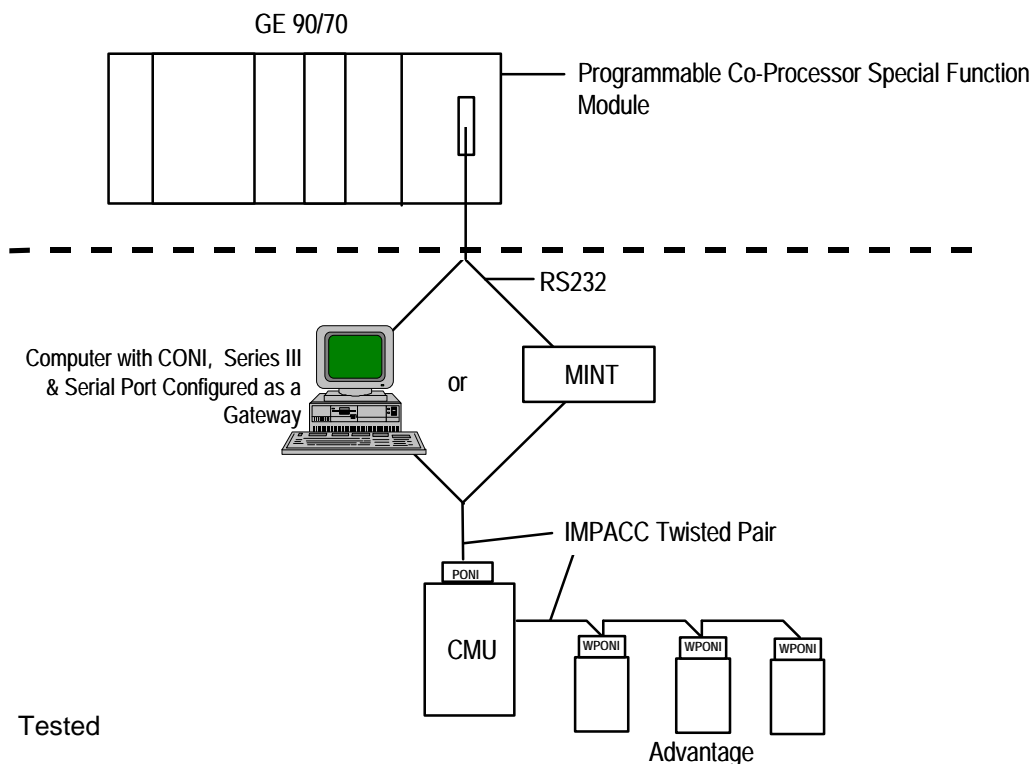 GE 90/70
Programmable Co-Processor Special Function
Module
RS232
Computer with CONI, Series III
& Serial Port Configured as a
Gateway
or
MINT
IMPACC Twisted Pair
PONI
CMU
WPONI
WPONI
WPONI
Tested
Advantage